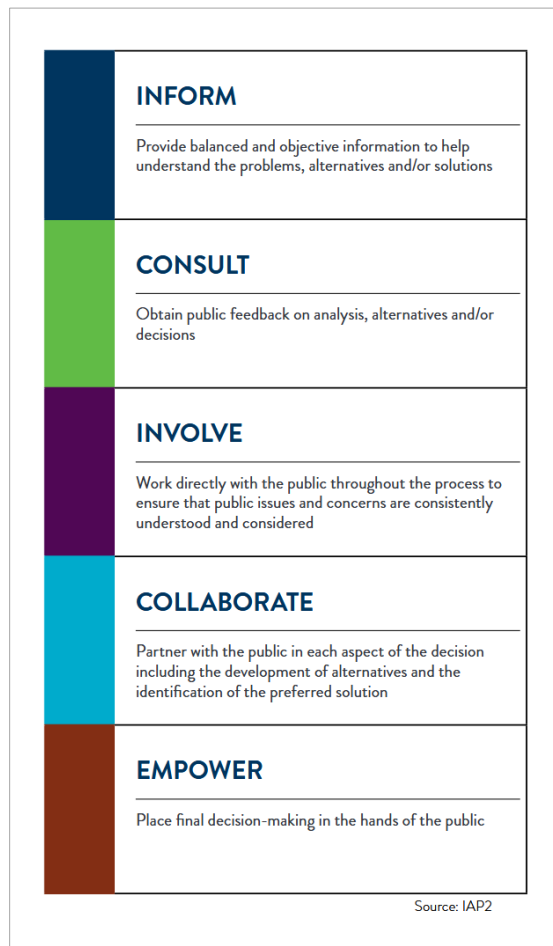 INFORM
Provide balanced and objective information to help
understand the problems, alternatives and/or solutions
CONSULT
Obtain public feedback on analysis, alternatives and/or
decisions
INVOLVE
Work directly with the public throughout the process to
ensure that public issues and concerns are consistently
understood and considered
COLLABORATE
Partner with the public in each aspect of the decision
including the development of alternatives and the
identification of the preferred solution
EMPOWER
Place final decision-making in the hands of the public
Source: IAP2